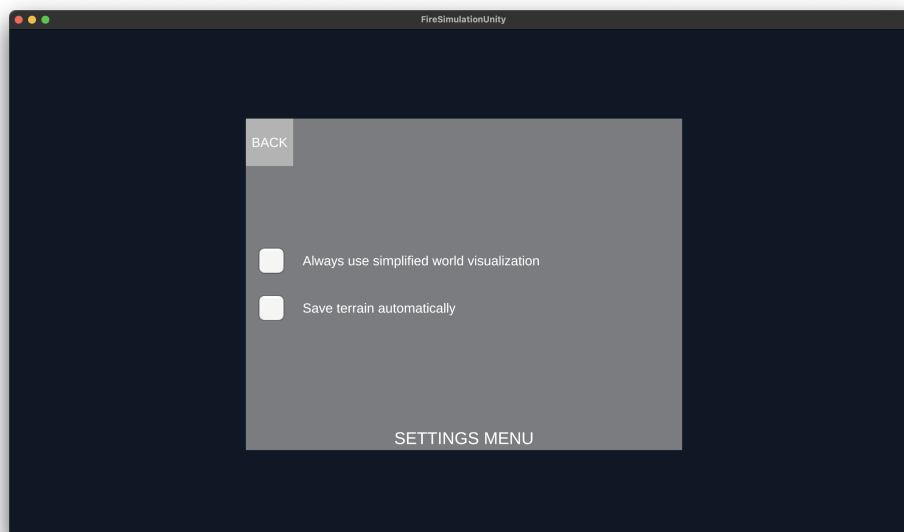 FireSimulationUnity
BACK
Always use simplified world visualization
Save terrain automatically
SETTINGS MENU